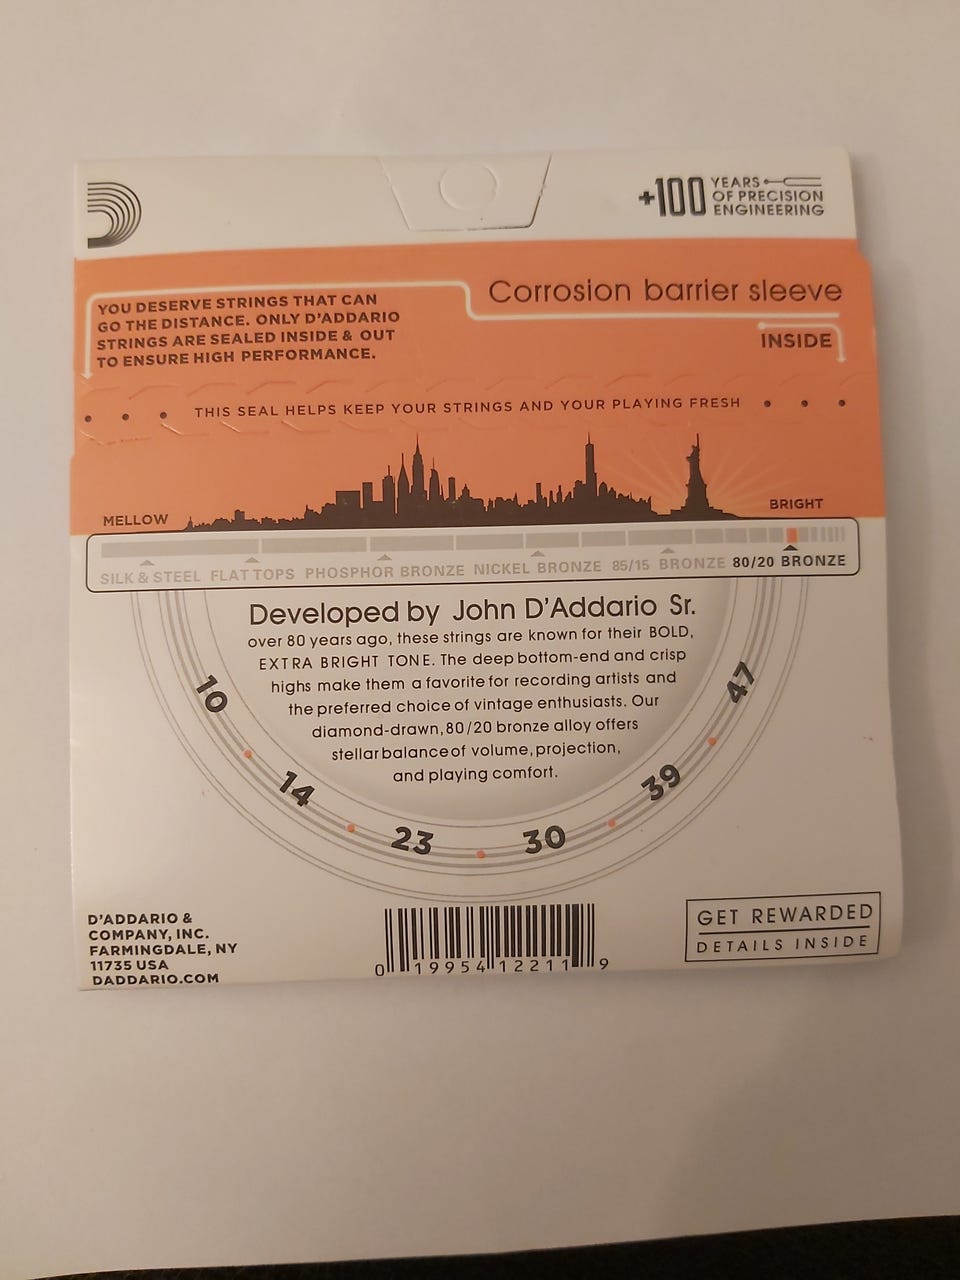 +100 YEARS
OF PRECISION
ENGINEERING
Corrosion barrier sleeve
INSIDE
YOU DESERVE STRINGS THAT CAN
GO THE DISTANCE. ONLY D'ADDARIO
STRINGS ARE SEALED INSIDE & OUT
TO ENSURE HIGH PERFORMANCE.
THIS SEAL HELPS KEEP YOUR STRINGS AND YOUR PLAYING FRESH
MELLOW
BRIGHT
SILK & STEEL FLAT TOPS PHOSPHOR BRONZE NICKEL BRONZE 85/15 BRONZE 80/20 BRONZE
Developed by John D'Addario Sr.
over 80 years ago, these strings are known for their BOLD,
EXTRA BRIGHT TONE. The deep bottom-end and crisp
highs make them a favorite for recording artists and
the preferred choice of vintage enthusiasts. Our
diamond-drawn, 80/20 bronze alloy offers
stellar balance of volume, projection,
and playing comfort.
10
14
23
30
39
47
D'ADDARIO &
COMPANY, INC.
FARMINGDALE, NY
11735 USA
DADDARIO.COM
0 19954 12211 9
GET REWARDED
DETAILS INSIDE